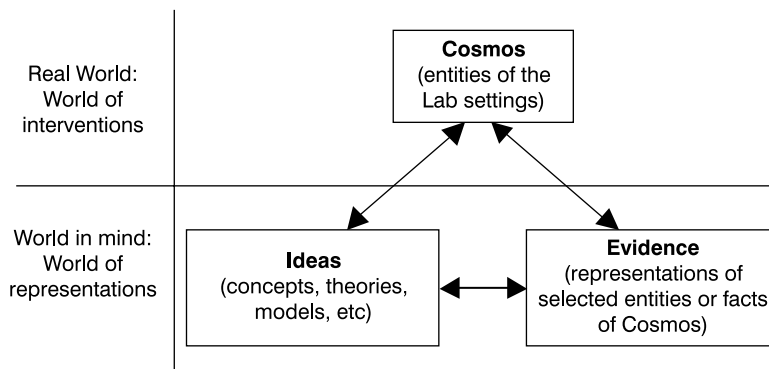 Real World:
World of
interventions
Cosmos
(entities of the
Lab settings)
World in mind:
World of
representations
Ideas
(concepts, theories,
models, etc)
Evidence
(representations of
selected entities or facts
of Cosmos)